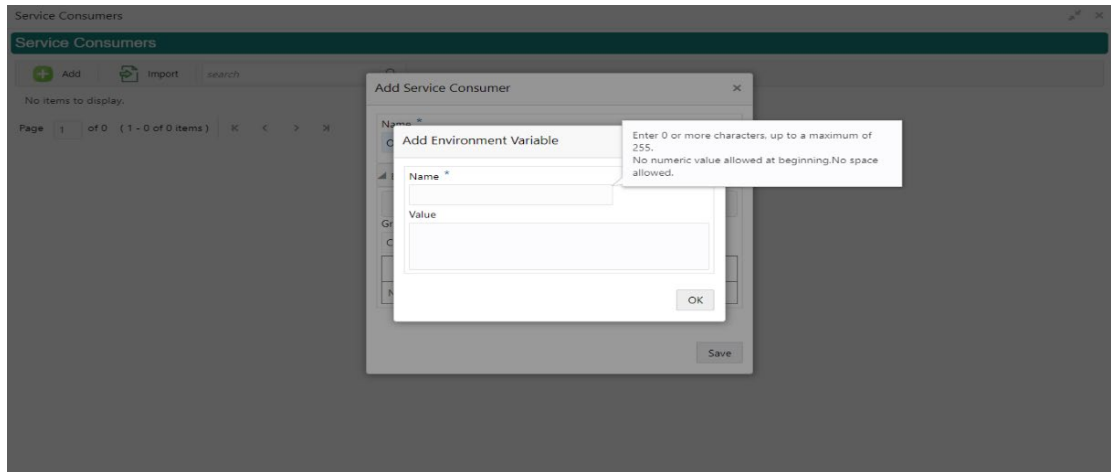 Service Consumers
Service Consumers
Add Import search
No items to display.
Page 1 of 0 ( 1 - 0 of 0 items )
Add Service Consumer
Name *
Add Environment Variable
Enter 0 or more characters, up to a maximum of
255.
No numeric value allowed at beginning.No space
allowed.
Name *
Value
OK
Save